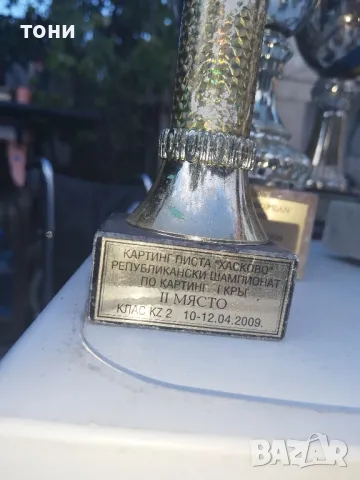 ТОНИ
КАРТИНГ ПИСТА "ХАСКОВО"
РЕПУБЛИКАНСКИ ШАМПИОНАТ
ПО КАРТИНГ I КРЪГ
II МЯСТО
КЛАС KZ 2 10-12.04.2009.
bazar.bg